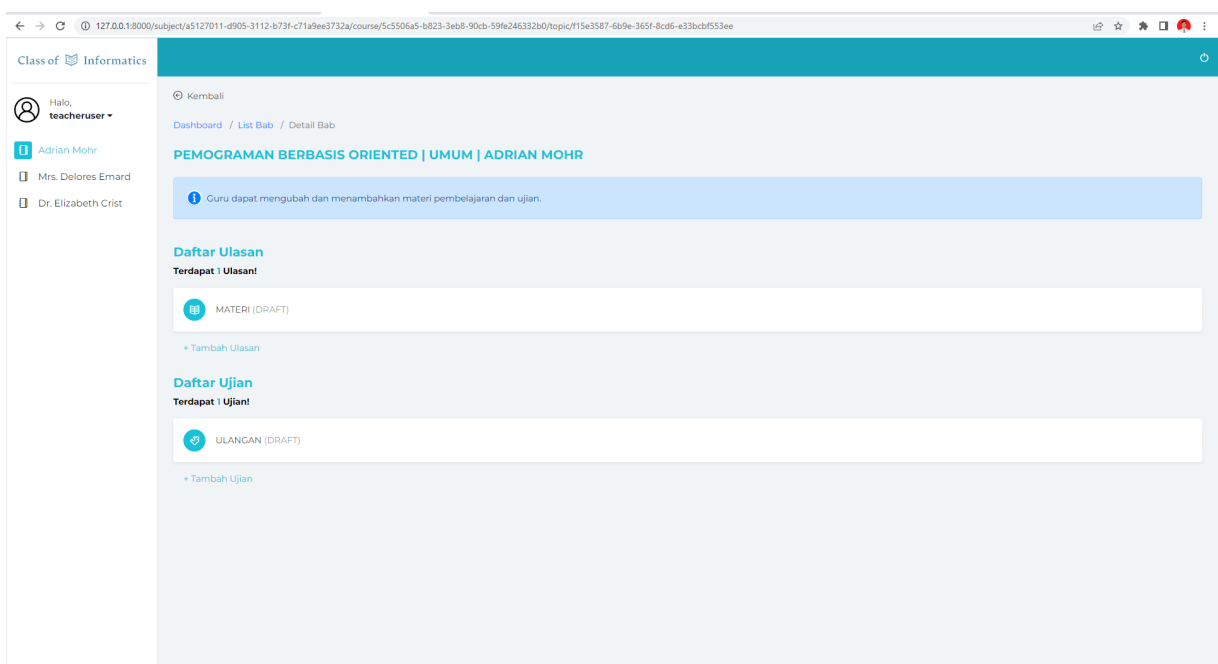 127.0.0.1:8000/subject/a5127011-d905-3112-b73f-c71a9ee3732a/course/5c5506a5-b823-3eb8-90cb-59fe246332b0/topic/f15e3587-6b9e-365f-8cd6-e33bcbf553ee
Class of Informatics
Halo,
teacheruser
Adrian Mohr
Mrs. Delores Emard
Dr. Elizabeth Crist
Kembali
Dashboard / List Bab / Detail Bab
PEMOGRAMAN BERBASIS ORIENTED | UMUM | ADRIAN MOHR
Guru dapat mengubah dan menambahkan materi pembelajaran dan ujian.
Daftar Ulasan
Terdapat 1 Ulasan!
MATERI (DRAFT)
+ Tambah Ulasan
Daftar Ujian
Terdapat 1 Ujian!
ULANGAN (DRAFT)
+ Tambah Ujian